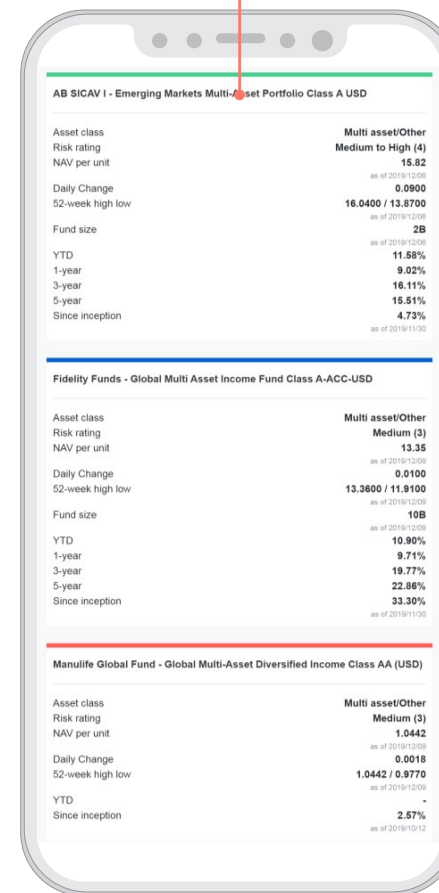 AB SICAV I - Emerging Markets Multi-Asset Portfolio Class A USD
Asset class Multi asset/Other
Risk rating Medium to High (4)
NAV per unit 15.82
as of 2019/12/06
Daily Change 0.0900
52-week high low 16.0400 / 13.8700
as of 2019/12/06
Fund size 2B
as of 2019/12/06
YTD 11.58%
1-year 9.02%
3-year 16.11%
5-year 15.51%
Since inception 4.73%
as of 2019/11/30
Fidelity Funds - Global Multi Asset Income Fund Class A-ACC-USD
Asset class Multi asset/Other
Risk rating Medium (3)
NAV per unit 13.35
as of 2019/12/09
Daily Change 0.0100
52-week high low 13.3600 / 11.9100
as of 2019/12/09
Fund size 10B
as of 2019/12/09
YTD 10.90%
1-year 9.71%
3-year 19.77%
5-year 22.86%
Since inception 33.30%
as of 2019/11/30
Manulife Global Fund - Global Multi-Asset Diversified Income Class AA (USD)
Asset class Multi asset/Other
Risk rating Medium (3)
NAV per unit 1.0442
as of 2019/12/09
Daily Change 0.0018
52-week high low 1.0442 / 0.9770
as of 2019/12/09
YTD -
Since inception 2.57%
as of 2019/10/12